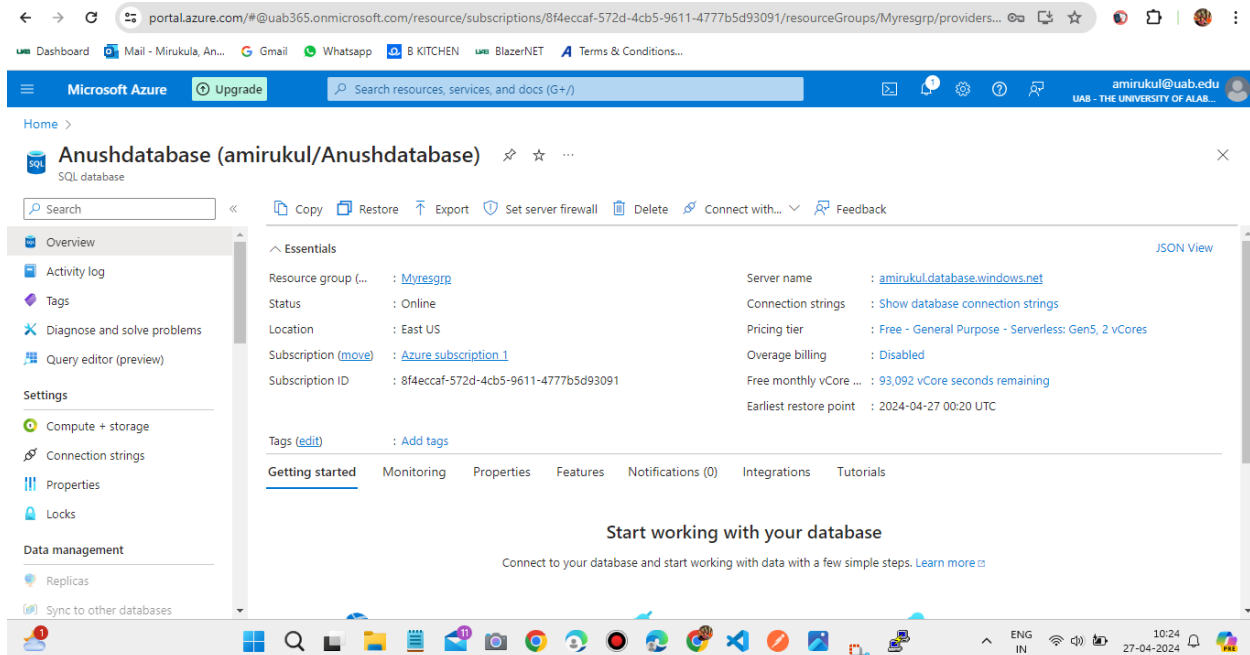 portal.azure.com/#@uab365.onmicrosoft.com/resource/subscriptions/8f4eccaf-572d-4cb5-9611-4777b5d93091/resourceGroups/Myresgrp/providers...
UAB Dashboard Mail - Mirukula, An... Gmail Whatsapp B KITCHEN UAB BlazerNET Terms & Conditions...
Microsoft Azure Upgrade Search resources, services, and docs (G+/) 1 amirukul@uab.edu
UAB - THE UNIVERSITY OF ALAB...
Home >
Anushdatabase (amirukul/Anushdatabase) ...
SQL SQL database
Search « Copy Restore Export Set server firewall Delete Connect with... Feedback
Overview
Activity log
Tags
Diagnose and solve problems
Query editor (preview)
Settings
Compute + storage
Connection strings
Properties
Locks
Data management
Replicas
Sync to other databases
Essentials JSON View
Resource group (... : Myresgrp
Status : Online
Location : East US
Subscription (move) : Azure subscription 1
Subscription ID : 8f4eccaf-572d-4cb5-9611-4777b5d93091
Server name : amirukul.database.windows.net
Connection strings : Show database connection strings
Pricing tier : Free - General Purpose - Serverless: Gen5, 2 vCores
Overage billing : Disabled
Free monthly vCore ... : 93,092 vCore seconds remaining
Earliest restore point : 2024-04-27 00:20 UTC
Tags (edit) : Add tags
Getting started Monitoring Properties Features Notifications (0) Integrations Tutorials
Start working with your database
Connect to your database and start working with data with a few simple steps. Learn more
1 11 ENG 10:24
IN 27-04-2024 PRE